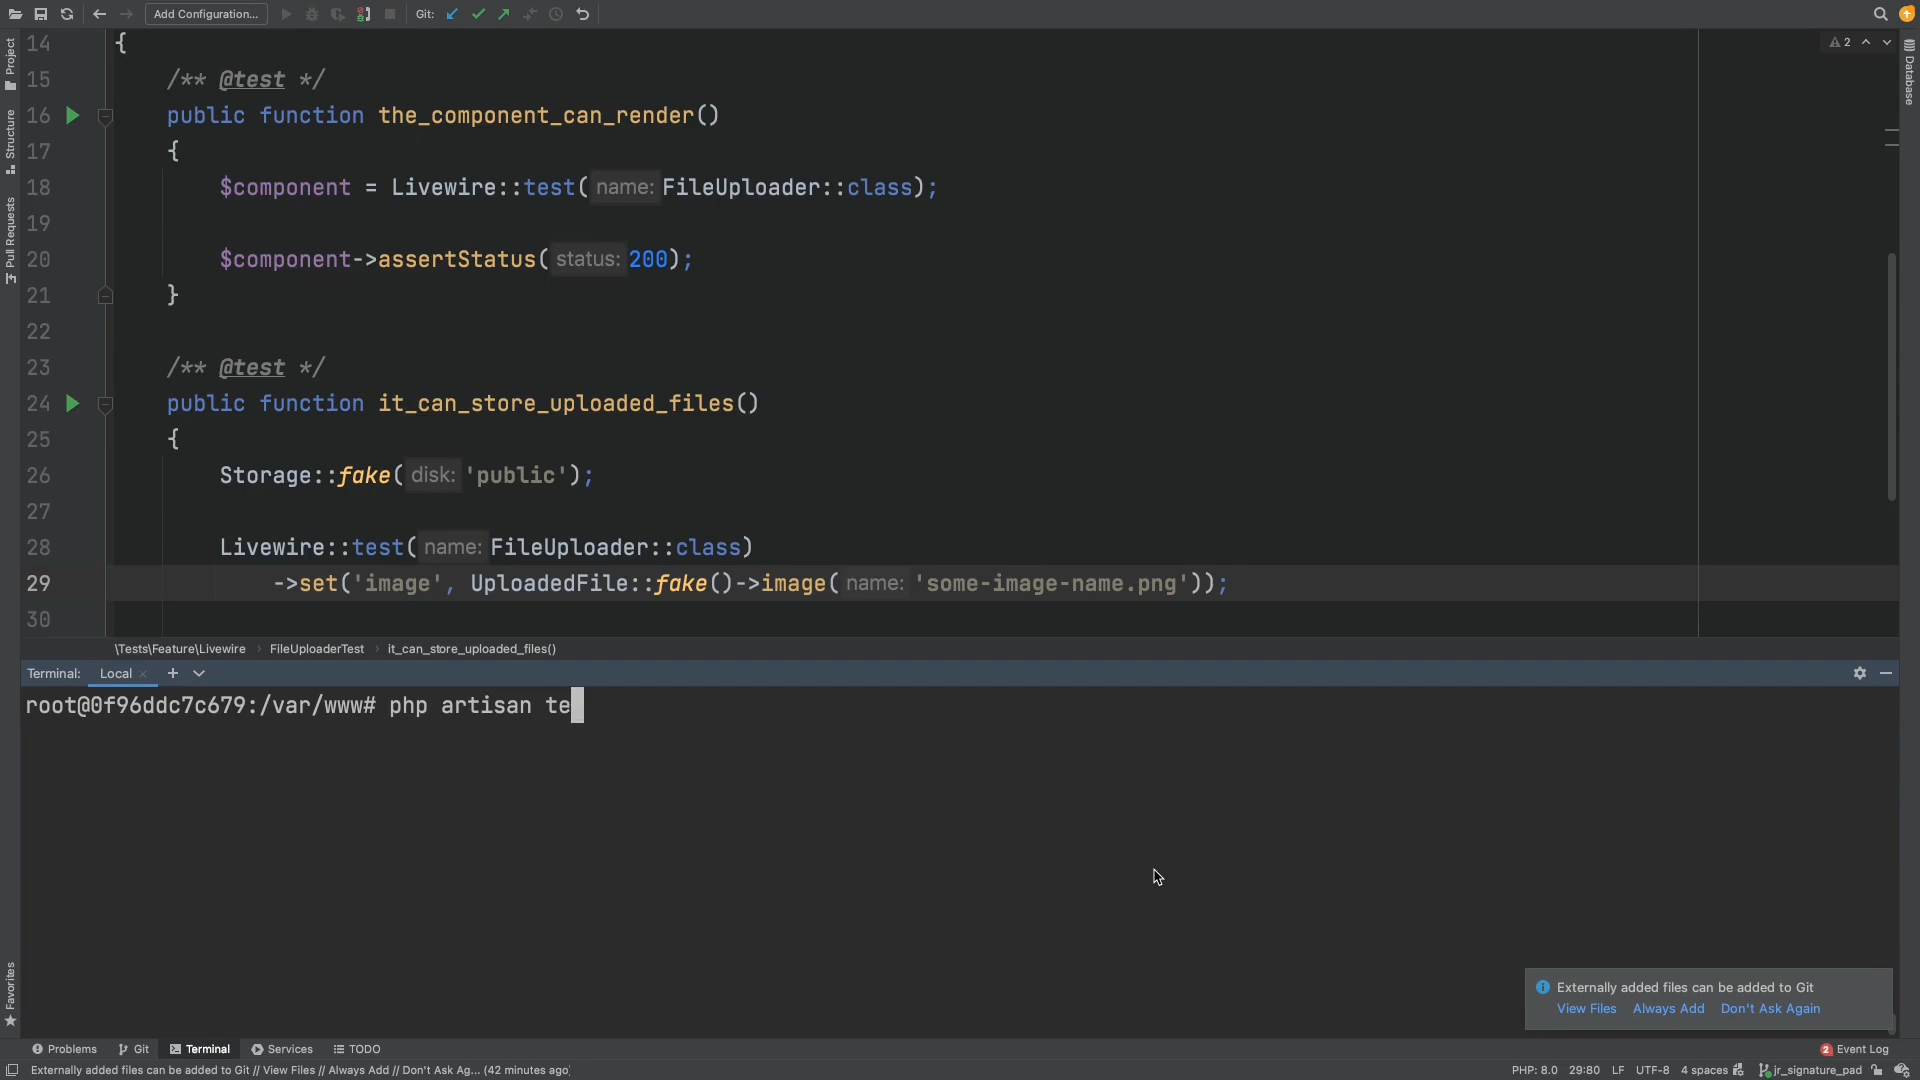 Add Configuration...
Git:
Project
Structure
Pull Requests
Favorites
Database
2
14 {
15 /** @test */
16 public function the_component_can_render()
17 {
18 $component = Livewire::test( name: FileUploader::class);
19
20 $component->assertStatus( status: 200);
21 }
22
23 /** @test */
24 public function it_can_store_uploaded_files()
25 {
26 Storage::fake( disk: 'public');
27
28 Livewire::test( name: FileUploader::class)
29 ->set('image', UploadedFile::fake()->image( name: 'some-image-name.png'));
30
\Tests\Feature\Livewire › FileUploaderTest › it_can_store_uploaded_files()
Terminal: Local × +
root@0f96ddc7c679:/var/www# php artisan te
Externally added files can be added to Git
View Files Always Add Don't Ask Again
Problems Git Terminal Services TODO
2 Event Log
Externally added files can be added to Git // View Files // Always Add // Don't Ask Ag... (42 minutes ago)
PHP: 8.0 29:80 LF UTF-8 4 spaces jr_signature_pad